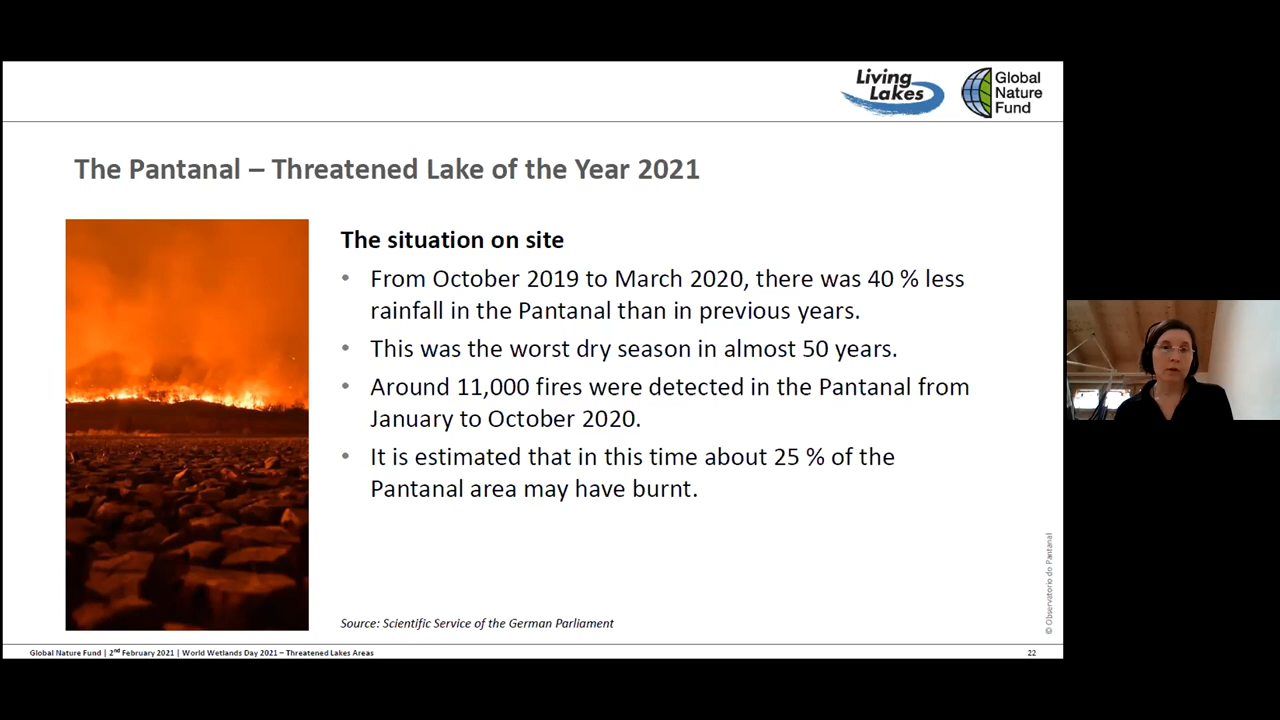 Living
Lakes
Global
Nature
Fund
The Pantanal – Threatened Lake of the Year 2021
The situation on site
• From October 2019 to March 2020, there was 40 % less
rainfall in the Pantanal than in previous years.
• This was the worst dry season in almost 50 years.
• Around 11,000 fires were detected in the Pantanal from
January to October 2020.
• It is estimated that in this time about 25 % of the
Pantanal area may have burnt.
© Observatorio do Pantanal
Source: Scientific Service of the German Parliament
Global Nature Fund | 2nd February 2021 | World Wetlands Day 2021 – Threatened Lakes Areas
22